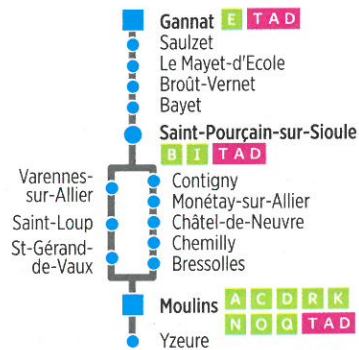 Gannat E TAD
Saulzet
Le Mayet-d'Ecole
Broût-Vernet
Bayet
Saint-Pourçain-sur-Sioule
B I TAD
Varennes-
sur-Allier
Saint-Loup
St-Gérand-
de-Vaux
Contigny
Monétay-sur-Allier
Châtel-de-Neuvre
Chemilly
Bressolles
Moulins A C D R K
N O Q TAD
Yzeure